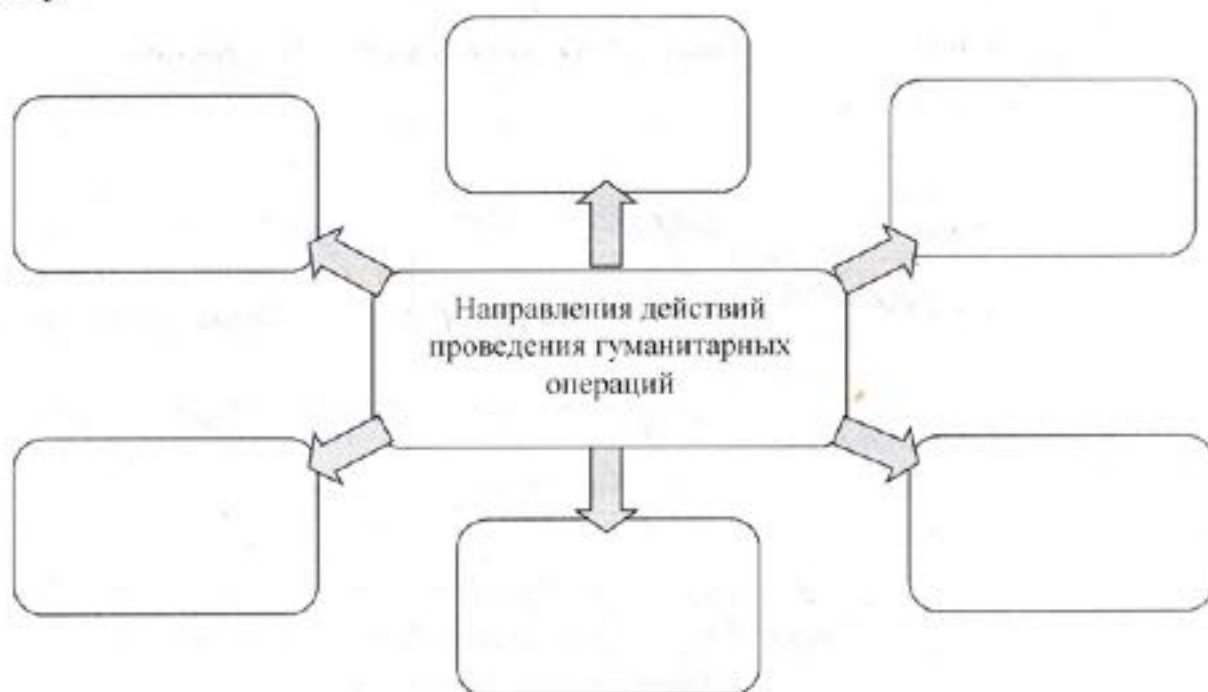 Направления действий
проведения гуманитарных
операций